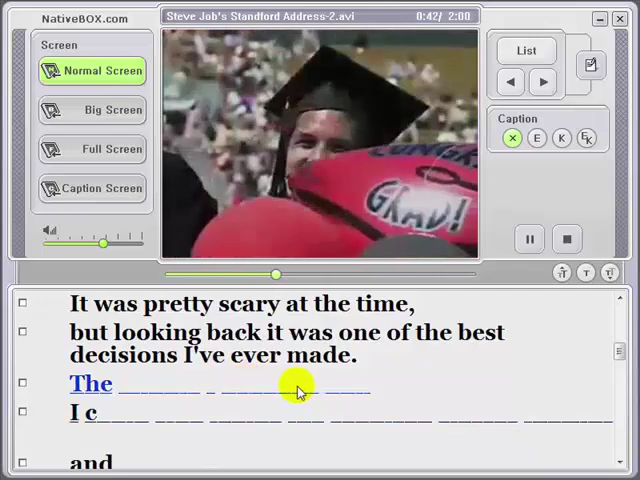 NativeBOX.com
Steve Job's Standford Address-2.avi
0:42/ 2:00
Screen
Normal Screen
Big Screen
Full Screen
Caption Screen
List
Caption
X E K EK
CONGR
GRAD!
T T T
It was pretty scary at the time,
but looking back it was one of the best
decisions I've ever made.
The
I c
and